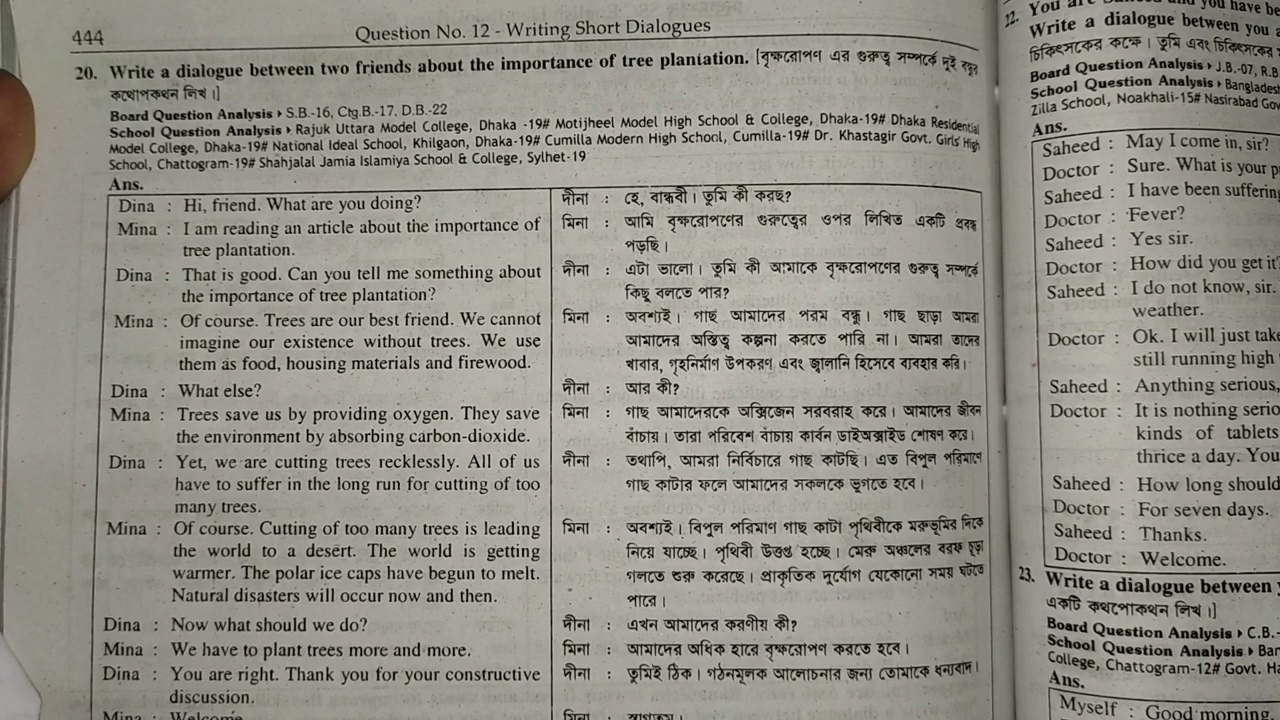 444
Question No. 12 - Writing Short Dialogues
20. Write a dialogue between two friends about the importance of tree plantation. [বৃক্ষরোপণ এর গুরুত্ব সম্পর্কে দুই বন্ধুর
কথোপকথন লিখ।]
Board Question Analysis ▸ S.B.-16, Ctg.B.-17, D.B.-22
School Question Analysis ▸ Rajuk Uttara Model College, Dhaka -19# Motijheel Model High School & College, Dhaka-19# Dhaka Residential
Model College, Dhaka-19# National Ideal School, Khilgaon, Dhaka-19# Cumilla Modern High School, Cumilla-19# Dr. Khastagir Govt. Girls' High
School, Chattogram-19# Shahjalal Jamia Islamiya School & College, Sylhet-19
Ans.
Dina : Hi, friend. What are you doing?
Mina : I am reading an article about the importance of
tree plantation.
Dina : That is good. Can you tell me something about
the importance of tree plantation?
Mina : Of course. Trees are our best friend. We cannot
imagine our existence without trees. We use
them as food, housing materials and firewood.
Dina : What else?
Mina : Trees save us by providing oxygen. They save
the environment by absorbing carbon-dioxide.
Dina : Yet, we are cutting trees recklessly. All of us
have to suffer in the long run for cutting of too
many trees.
Mina : Of course. Cutting of too many trees is leading
the world to a desert. The world is getting
warmer. The polar ice caps have begun to melt.
Natural disasters will occur now and then.
Dina : Now what should we do?
Mina : We have to plant trees more and more.
Dina : You are right. Thank you for your constructive
discussion.
Mina : Welcome
দীনা : হে, বান্ধবী। তুমি কী করছ?
মিনা : আমি বৃক্ষরোপণের গুরুত্বের ওপর লিখিত একটি প্রবন্ধ
পড়ছি।
দীনা : এটা ভালো। তুমি কী আমাকে বৃক্ষরোপণের গুরুত্ব সম্পর্কে
কিছু বলতে পার?
মিনা : অবশ্যই। গাছ আমাদের পরম বন্ধু। গাছ ছাড়া আমরা
আমাদের অস্তিত্ব কল্পনা, করতে পারি না। আমরা তাদের
খাবার, গৃহনির্মাণ উপকরণ এবং জ্বালানি হিসেবে ব্যবহার করি।
দীনা : আর কী?
মিনা : গাছ আমাদেরকে অক্সিজেন সরবরাহ করে। আমাদের জীবন
বাঁচায়। তারা পরিবেশ বাঁচায় কার্বন ডাইঅক্সাইড শোষণ করে।
দীনা : তথাপি, আমরা নির্বিচারে গাছ কাটছি। এত বিপুল পরিমাণে
গাছ কাটার ফলে আমাদের সকলকে ভুগতে হবে।
মিনা : অবশ্যই। বিপুল পরিমাণ গাছ কাটা পৃথিবীকে মরুভূমির দিকে
নিয়ে যাচ্ছে। পৃথিবী উত্তপ্ত হচ্ছে। মেরু অঞ্চলের বরফ চূড়া
গলতে শুরু করেছে। প্রাকৃতিক দুর্যোগ যেকোনো সময় ঘটতে
পারে।
দীনা : এখন আমাদের করণীয় কী?
মিনা : আমাদের অধিক হারে বৃক্ষরোপণ করতে হবে।
দীনা : তুমিই ঠিক। গঠনমূলক আলোচনার জন্য তোমাকে ধন্যবাদ।
মিনা : স্বাগতম।
22. You are and you have be
Write a dialogue between you
চিকিৎসকের কক্ষে। তুমি এবং চিকিৎসকের
Board Question Analysis ▸ J.B.-07, R.B
School Question Analysis ▸ Bangladesh
Zilla School, Noakhali-15# Nasirabad Gov
Ans.
Saheed : May I come in, sir?
Doctor : Sure. What is your p
Saheed : I have been suffering
Doctor : Fever?
Saheed : Yes sir.
Doctor : How did you get it?
Saheed : I do not know, sir.
weather.
Doctor : Ok. I will just take
still running high
Saheed : Anything serious,
Doctor : It is nothing serio
kinds of tablets
thrice a day. You
Saheed : How long should
Doctor : For seven days.
Saheed : Thanks.
Doctor : Welcome.
23. Write a dialogue between
একটি কথপোকথন লিখ।]
Board Question Analysis ▸ C.B.-
School Question Analysis ▸ Ban
College, Chattogram-12# Govt. Ha
Ans.
Myself : Good morning